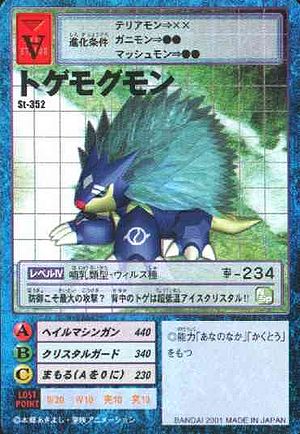 進化条件
テリアモン⇒××
ガニモン⇒●●
マッシュモン⇒●●
トゲモグモン
St-352
レベルⅣ 哺乳類型・ウィルス種
-234
防御こそ最大の攻撃? 背中のトゲは超低温アイスクリスタル!!
A ヘイルマシンガン 440
B クリスタルガード 340
C まもる(Aを0に) 230
LOST POINT
◎能力「あなのなか」「かくとう」
をもつ
BANDAI 2001 MADE IN JAPAN